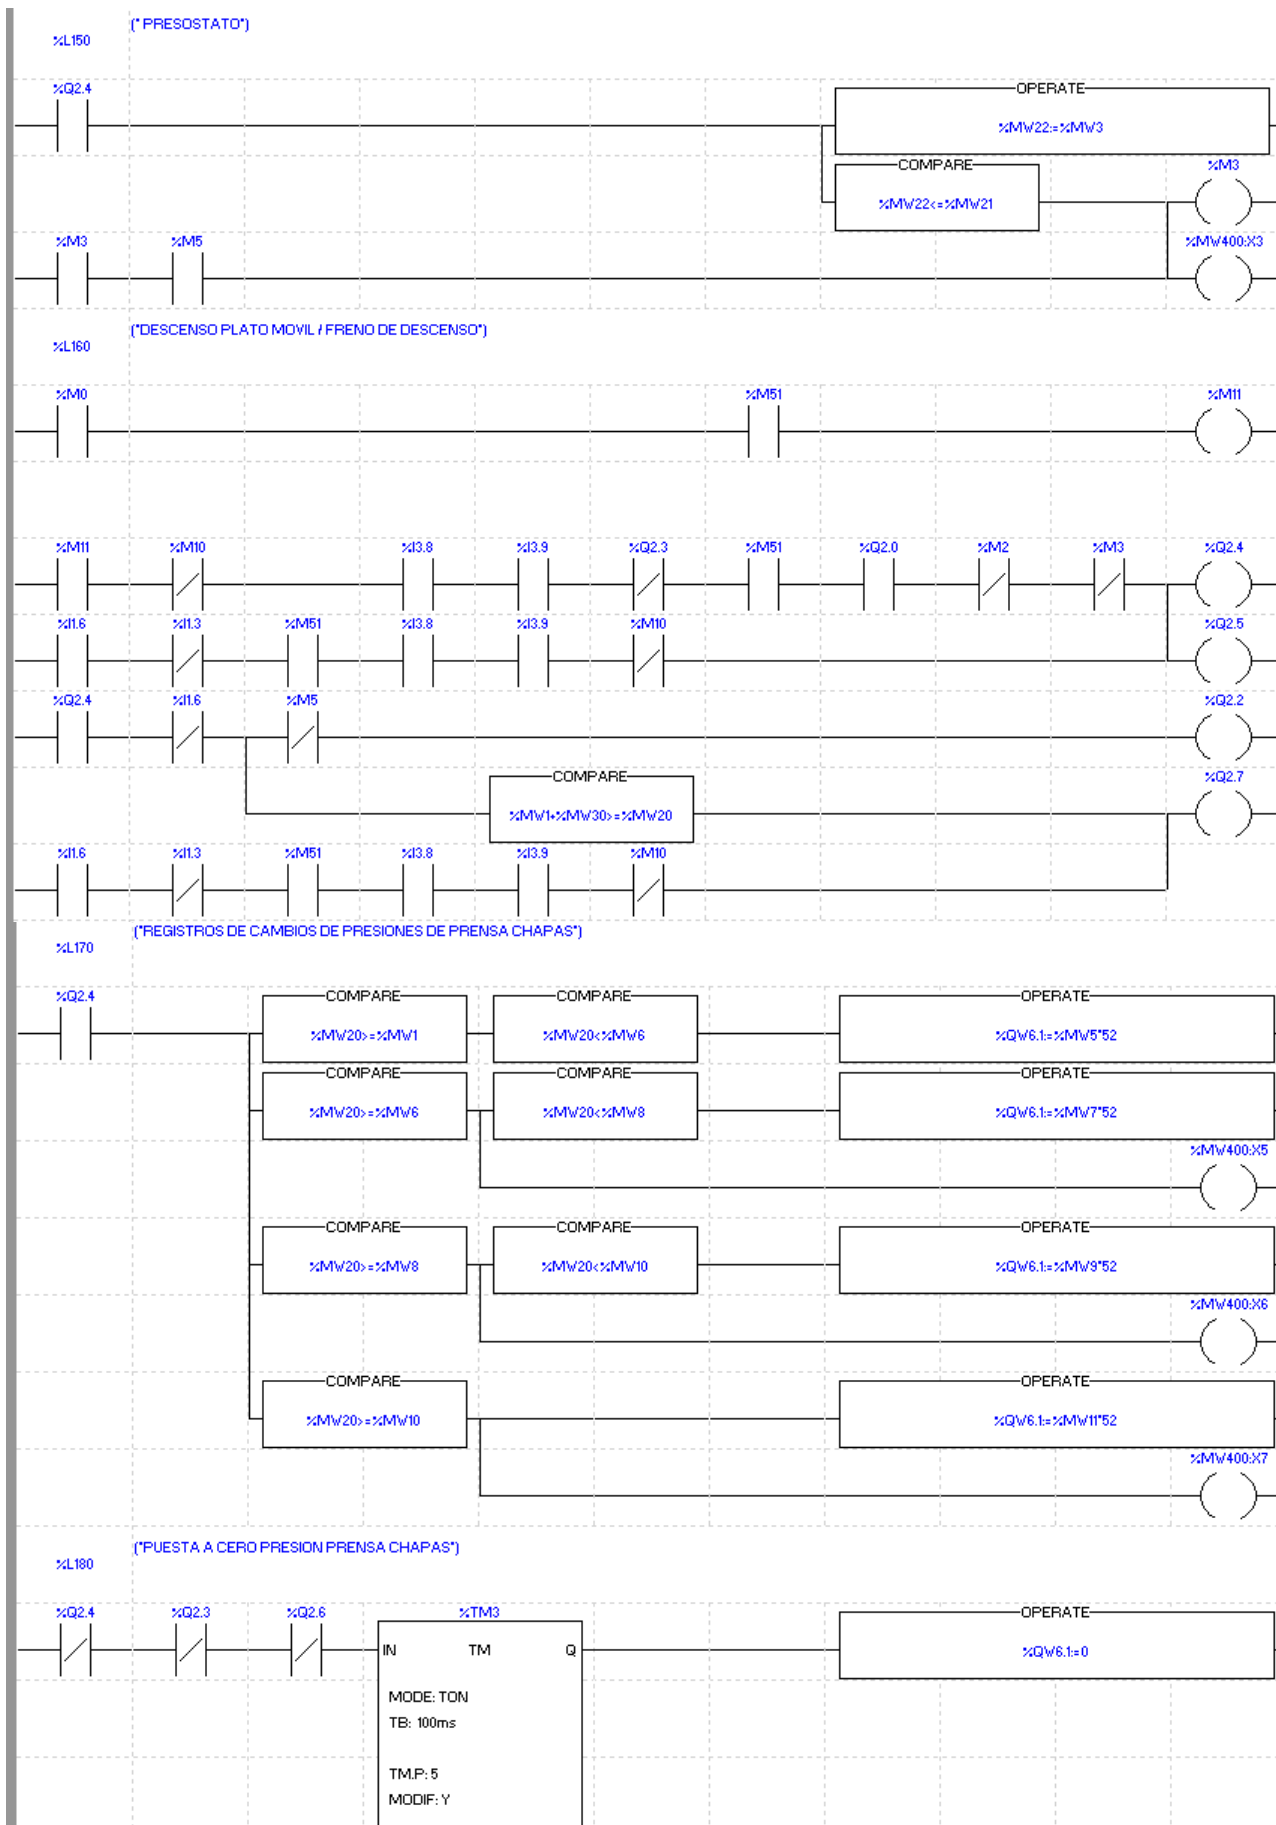 (* PRESOSTATO*)
%L150
%Q2.4
OPERATE
%MW22:=%MW3
COMPARE
%M3
%MW22<=%MW21
%M3 %M5 %MW400:X3
(*DESCENSO PLATO MOVIL / FRENO DE DESCENSO*)
%L160
%M0 %M51 %M11
%M11 %M10 %I3.8 %I3.9 %Q2.3 %M51 %Q2.0 %M2 %M3 %Q2.4
%I1.6 %I1.3 %M51 %I3.8 %I3.9 %M10 %Q2.5
%Q2.4 %I1.6 %M5 %Q2.2
COMPARE %Q2.7
%MW1+%MW30>=%MW20
%I1.6 %I1.3 %M51 %I3.8 %I3.9 %M10
(*REGISTROS DE CAMBIOS DE PRESIONES DE PRENSA CHAPAS*)
%L170
%Q2.4 COMPARE COMPARE OPERATE
%MW20>=%MW1 %MW20<%MW6 %QW6.1:=%MW5*52
COMPARE COMPARE OPERATE
%MW20>=%MW6 %MW20<%MW8 %QW6.1:=%MW7*52
%MW400:X5
COMPARE COMPARE OPERATE
%MW20>=%MW8 %MW20<%MW10 %QW6.1:=%MW9*52
%MW400:X6
COMPARE OPERATE
%MW20>=%MW10 %QW6.1:=%MW11*52
%MW400:X7
(*PUESTA A CERO PRESION PRENSA CHAPAS*)
%L180
%Q2.4 %Q2.3 %Q2.6 %TM3 OPERATE
IN TM Q %QW6.1:=0
MODE: TON
TB: 100ms
TM.P: 5
MODIF: Y